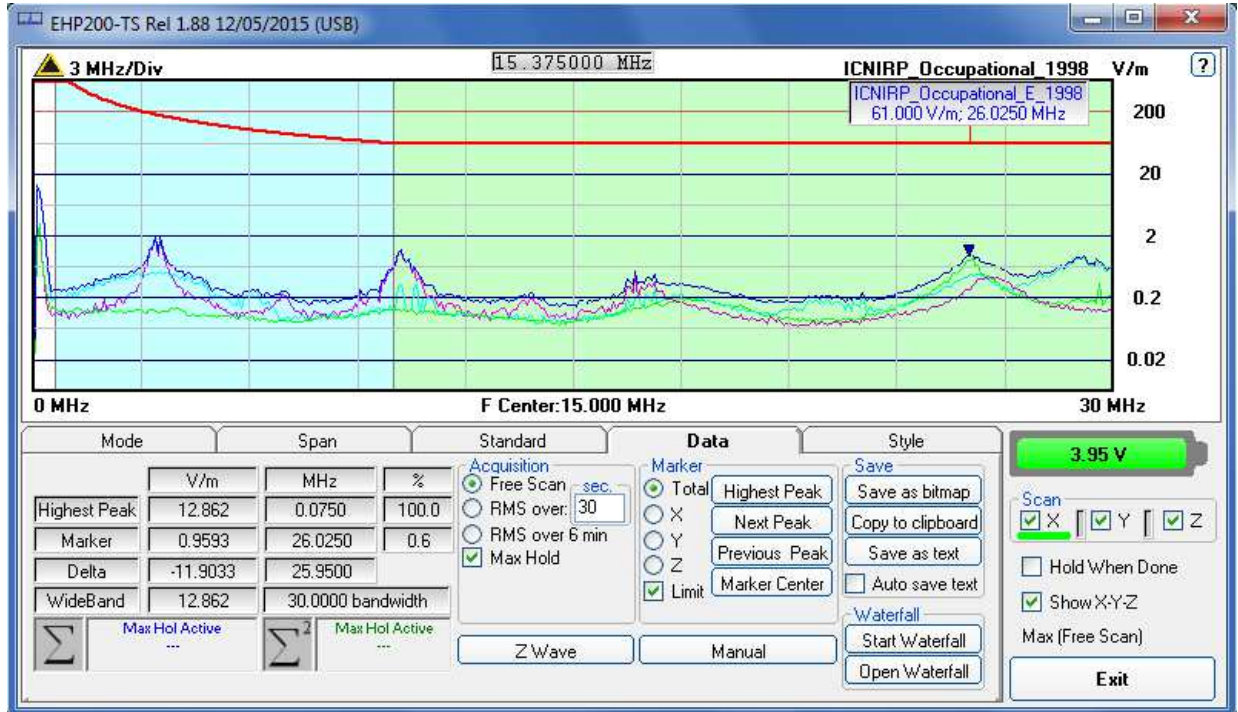 EHP200-TS Rel 1.88 12/05/2015 (USB)
3 MHz/Div
15.375000 MHz
ICNIRP_Occupational_1998 V/m ?
ICNIRP_Occupational_E_1998
61.000 V/m; 26.0250 MHz
200
20
2
0.2
0.02
0 MHz F Center:15.000 MHz 30 MHz
Mode Span Standard Data Style
V/m MHz %
Highest Peak 12.862 0.0750 100.0
Marker 0.9593 26.0250 0.6
Delta -11.9033 25.9500
WideBand 12.862 30.0000 bandwidth
Σ Max Hol Active
---
Σ2 Max Hol Active
---
Acquisition
Free Scan sec.
RMS over: 30
RMS over 6 min
Max Hold
Z Wave
Marker
Total Highest Peak
X Next Peak
Y Previous Peak
Z
Limit Marker Center
Manual
Save
Save as bitmap
Copy to clipboard
Save as text
Auto save text
Waterfall
Start Waterfall
Open Waterfall
3.95 V
Scan
X [ Y [ Z
Hold When Done
Show X-Y-Z
Max (Free Scan)
Exit